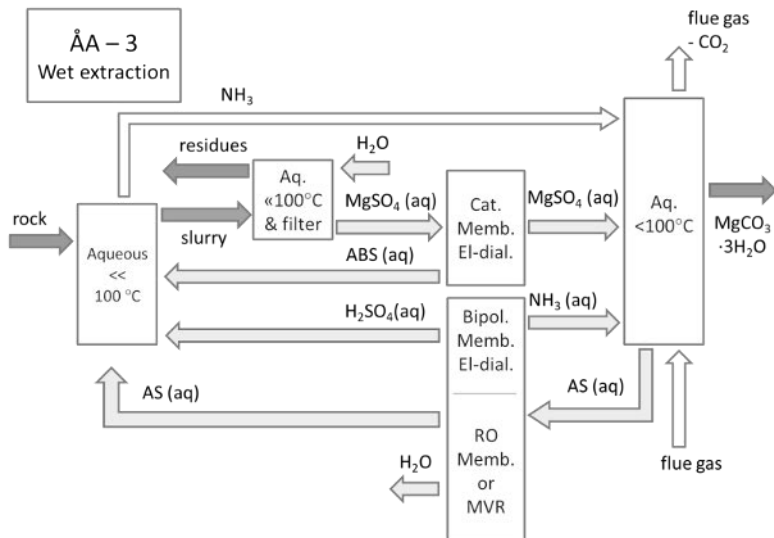 ÅA – 3
Wet extraction
flue gas
- CO₂
NH₃
residues
H₂O
Aq.
«100°C
& filter
MgSO₄ (aq)
Cat.
Memb.
El-dial.
MgSO₄ (aq)
Aq.
<100°C
MgCO₃
·3H₂O
rock
slurry
Aqueous
<<
100 °C
ABS (aq)
H₂SO₄(aq)
Bipol.
Memb.
El-dial.
NH₃ (aq)
AS (aq)
AS (aq)
RO
Memb.
or
MVR
H₂O
flue gas